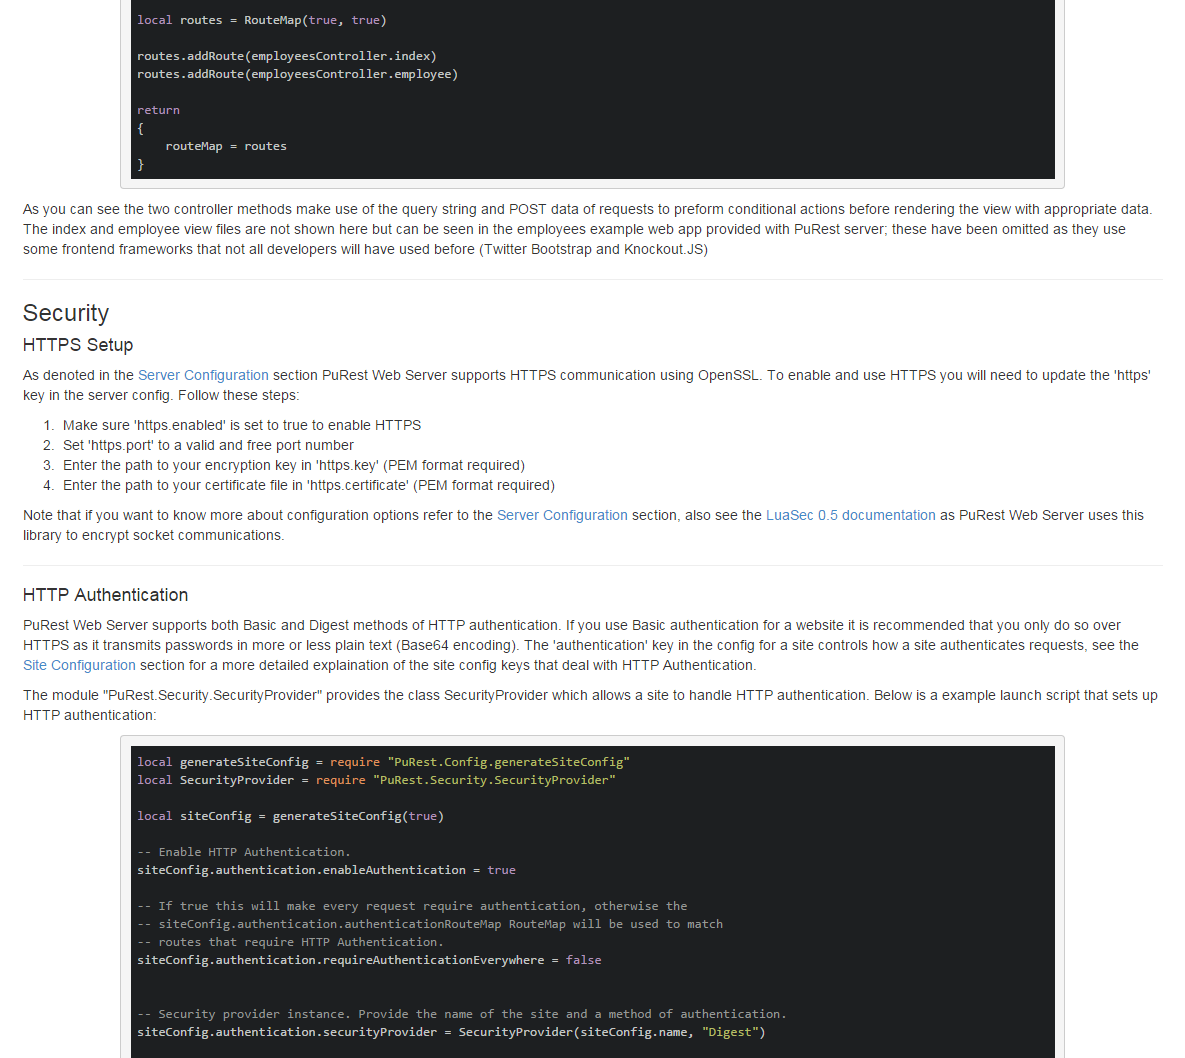 local routes = RouteMap(true, true)
routes.addRoute(employeesController.index)
routes.addRoute(employeesController.employee)
return
{
    routeMap = routes
}
As you can see the two controller methods make use of the query string and POST data of requests to preform conditional actions before rendering the view with appropriate data.
The index and employee view files are not shown here but can be seen in the employees example web app provided with PuRest server; these have been omitted as they use
some frontend frameworks that not all developers will have used before (Twitter Bootstrap and Knockout.JS)
Security
HTTPS Setup
As denoted in the Server Configuration section PuRest Web Server supports HTTPS communication using OpenSSL. To enable and use HTTPS you will need to update the 'https'
key in the server config. Follow these steps:
1. Make sure 'https.enabled' is set to true to enable HTTPS
2. Set 'https.port' to a valid and free port number
3. Enter the path to your encryption key in 'https.key' (PEM format required)
4. Enter the path to your certificate file in 'https.certificate' (PEM format required)
Note that if you want to know more about configuration options refer to the Server Configuration section, also see the LuaSec 0.5 documentation as PuRest Web Server uses this
library to encrypt socket communications.
HTTP Authentication
PuRest Web Server supports both Basic and Digest methods of HTTP authentication. If you use Basic authentication for a website it is recommended that you only do so over
HTTPS as it transmits passwords in more or less plain text (Base64 encoding). The 'authentication' key in the config for a site controls how a site authenticates requests, see the
Site Configuration section for a more detailed explaination of the site config keys that deal with HTTP Authentication.
The module "PuRest.Security.SecurityProvider" provides the class SecurityProvider which allows a site to handle HTTP authentication. Below is a example launch script that sets up
HTTP authentication:
local generateSiteConfig = require "PuRest.Config.generateSiteConfig"
local SecurityProvider = require "PuRest.Security.SecurityProvider"
local siteConfig = generateSiteConfig(true)
-- Enable HTTP Authentication.
siteConfig.authentication.enableAuthentication = true
-- If true this will make every request require authentication, otherwise the
-- siteConfig.authentication.authenticationRouteMap RouteMap will be used to match
-- routes that require HTTP Authentication.
siteConfig.authentication.requireAuthenticationEverywhere = false
-- Security provider instance. Provide the name of the site and a method of authentication.
siteConfig.authentication.securityProvider = SecurityProvider(siteConfig.name, "Digest")